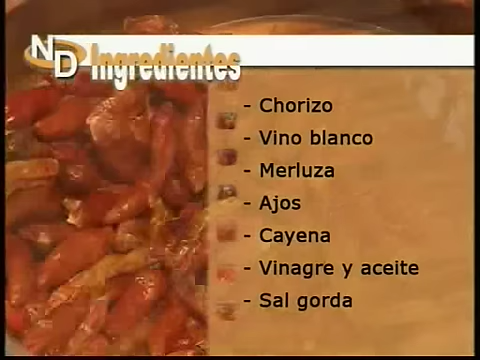 ND Ingredientes
- Chorizo
- Vino blanco
- Merluza
- Ajos
- Cayena
- Vinagre y aceite
- Sal gorda